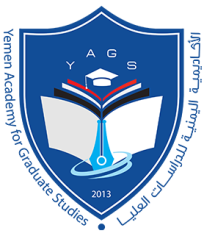 YAGS
2013
Yemen Academy for Graduate Studies
الأكاديمية اليمنية للدراسات العليا